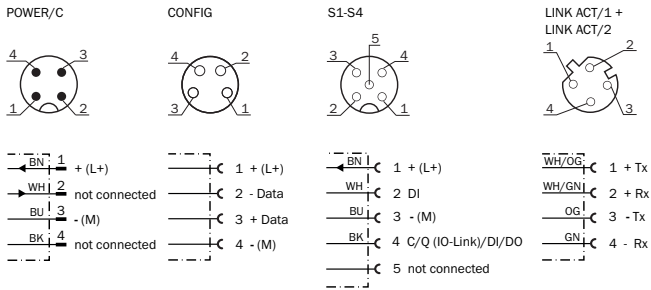 POWER/C
4 3
1 2
BN 1 + (L+)
WH 2 not connected
BU 3 - (M)
BK 4 not connected
CONFIG
4 2
3 1
1 + (L+)
2 - Data
3 + Data
4 - (M)
S1-S4
5
3 4
2 1
BN 1 + (L+)
WH 2 DI
BU 3 - (M)
BK 4 C/Q (IO-Link)/DI/DO
5 not connected
LINK ACT/1 +
LINK ACT/2
1 2
4 3
WH/OG 1 + Tx
WH/GN 2 + Rx
OG 3 - Tx
GN 4 - Rx